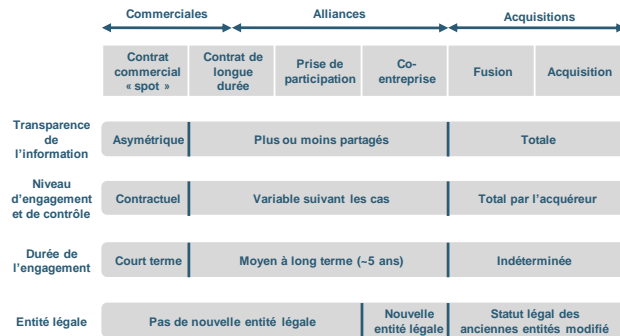 Commerciales
Alliances
Acquisitions
Contrat
commercial
« spot »
Contrat de
longue
durée
Prise de
participation
Co-
entreprise
Fusion
Acquisition
Transparence
de
l'information
Asymétrique
Plus ou moins partagés
Totale
Niveau
d'engagement
et de contrôle
Contractuel
Variable suivant les cas
Total par l'acquéreur
Durée de
l'engagement
Court terme
Moyen à long terme (~5 ans)
Indéterminée
Entité légale
Pas de nouvelle entité légale
Nouvelle
entité légale
Statut légal des
anciennes entités modifié